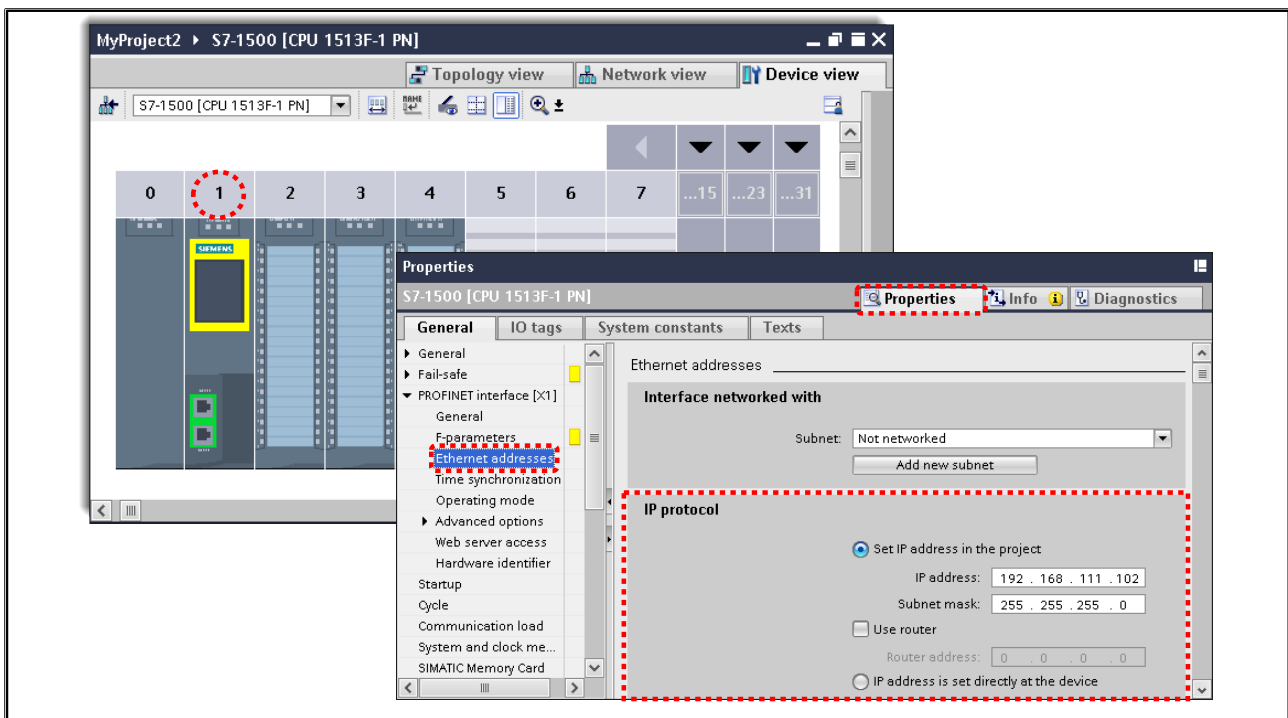 MyProject2 ▸ S7-1500 [CPU 1513F-1 PN]
Topology view Network view Device view
S7-1500 [CPU 1513F-1 PN] NAME
0 1 2 3 4 5 6 7 ...15 ...23 ...31
SIEMENS
Properties
S7-1500 [CPU 1513F-1 PN] Properties Info Diagnostics
General IO tags System constants Texts
General
Fail-safe
PROFINET interface [X1]
General
F-parameters
Ethernet addresses
Time synchronization
Operating mode
Advanced options
Web server access
Hardware identifier
Startup
Cycle
Communication load
System and clock me...
SIMATIC Memory Card
Ethernet addresses
Interface networked with
Subnet: Not networked
Add new subnet
IP protocol
Set IP address in the project
IP address: 192 . 168 . 111 . 102
Subnet mask: 255 . 255 . 255 . 0
Use router
Router address: 0 . 0 . 0 . 0
IP address is set directly at the device